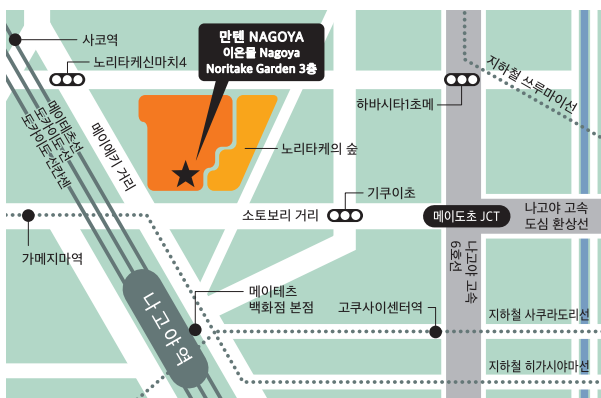 사코역
노리타케신마치4
만텐 NAGOYA
이온몰 Nagoya
Noritake Garden 3층
지하철 쓰루마이선
하바시타1초메
메이테츠선
도카이도선
도카이도신칸센
메이에키 거리
노리타케의 숲
기쿠이초
소토보리 거리
메이도초 JCT
나고야 고속
도심 환상선
가메지마역
나고야 고속
6호선
메이테츠
백화점 본점
고쿠사이센터역
지하철 사쿠라도리선
나고야역
지하철 히가시야마선